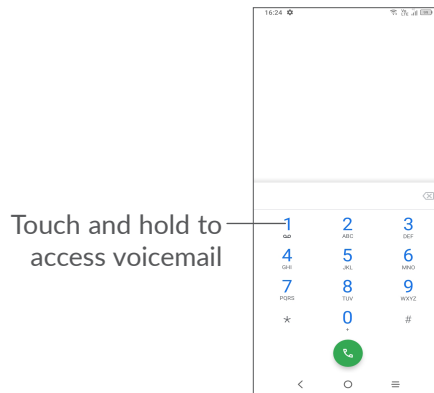 16:24
Touch and hold to
access voicemail
1 2 3
ABC DEF
4 5 6
GHI JKL MNO
7 8 9
PQRS TUV WXYZ
* 0 #
+